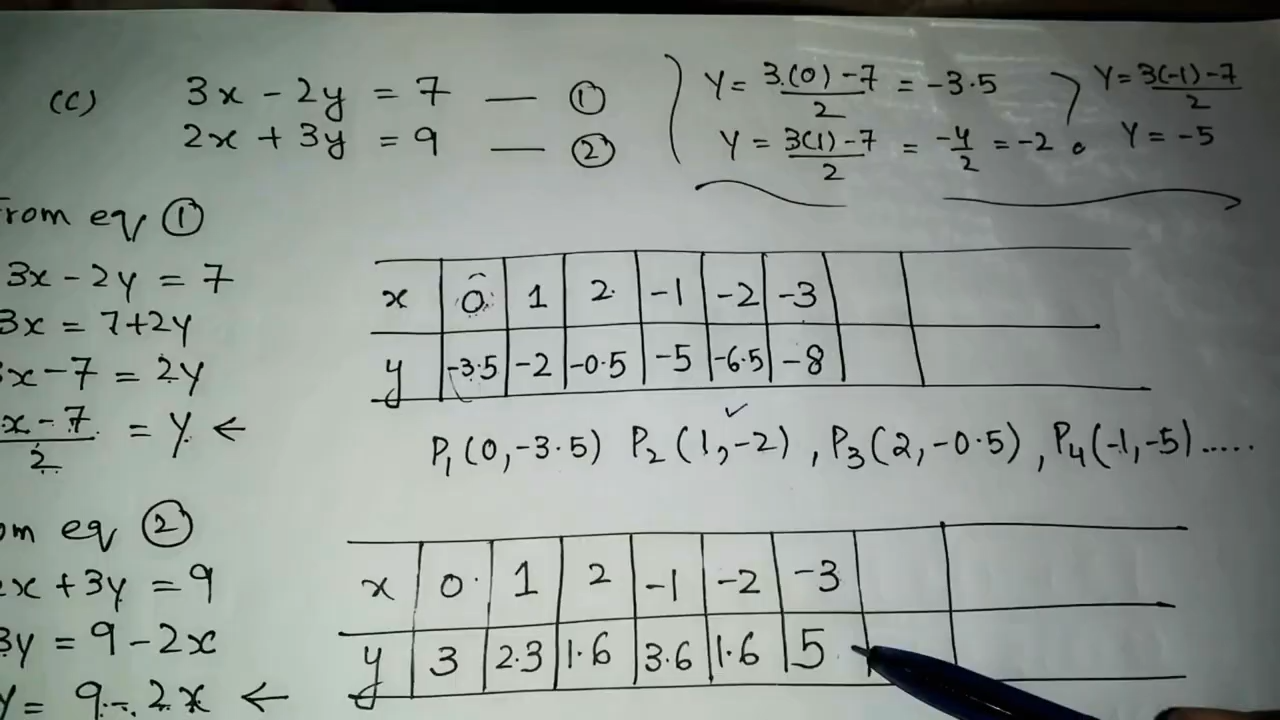 (c) 3x - 2y = 7 — ①
2x + 3y = 9 — ②
Y = 3.(0) - 7 / 2 = -3.5
Y = 3(1) - 7 / 2 = -4/2 = -2
Y = 3(-1) - 7 / 2
Y = -5
From eq ①
3x - 2y = 7
3x = 7 + 2y
x - 7 = 2y
x - 7 / 2 = y ←
x 0 1 2 -1 -2 -3
y -3.5 -2 -0.5 -5 -6.5 -8
P₁(0, -3.5) P₂(1, -2), P₃(2, -0.5), P₄(-1, -5).....
om eq ②
2x + 3y = 9
3y = 9 - 2x
Y = 9 - 2x ←
x 0 1 2 -1 -2 -3
y 3 2.3 1.6 3.6 1.6 5